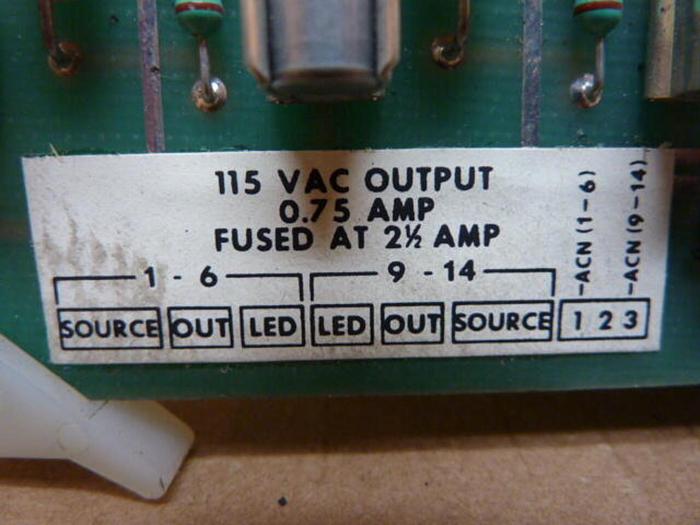 115 VAC OUTPUT
0.75 AMP
FUSED AT 2½ AMP
1 - 6
9 - 14
SOURCE OUT LED LED OUT SOURCE 1 2 3
-ACN (1-6)
-ACN (9-14)